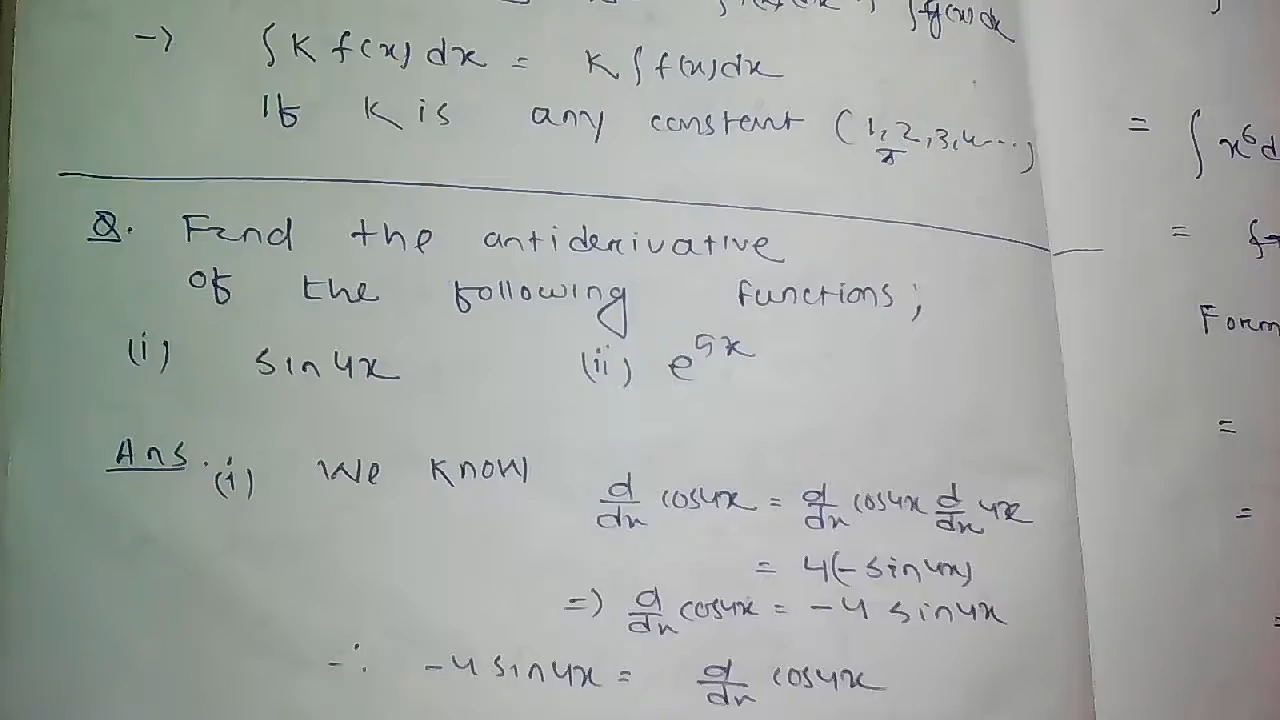 ∫f(x)dx
→ ∫K f(x) dx = K ∫f(x)dx
If K is any constant (1, 2, 3, 4...)
π
Q. Find the antiderivative
of the following functions;
(i) sin4x (ii) e^5x
Ans. (i) We know
d/dx cos4x = d/dx cos4x d/dx 4x
= 4(-sin4x)
=) d/dx cos4x = -4 sin4x
∴ -4 sin4x = d/dx cos4x
= ∫ x^6 d
=
Form
=
=
=